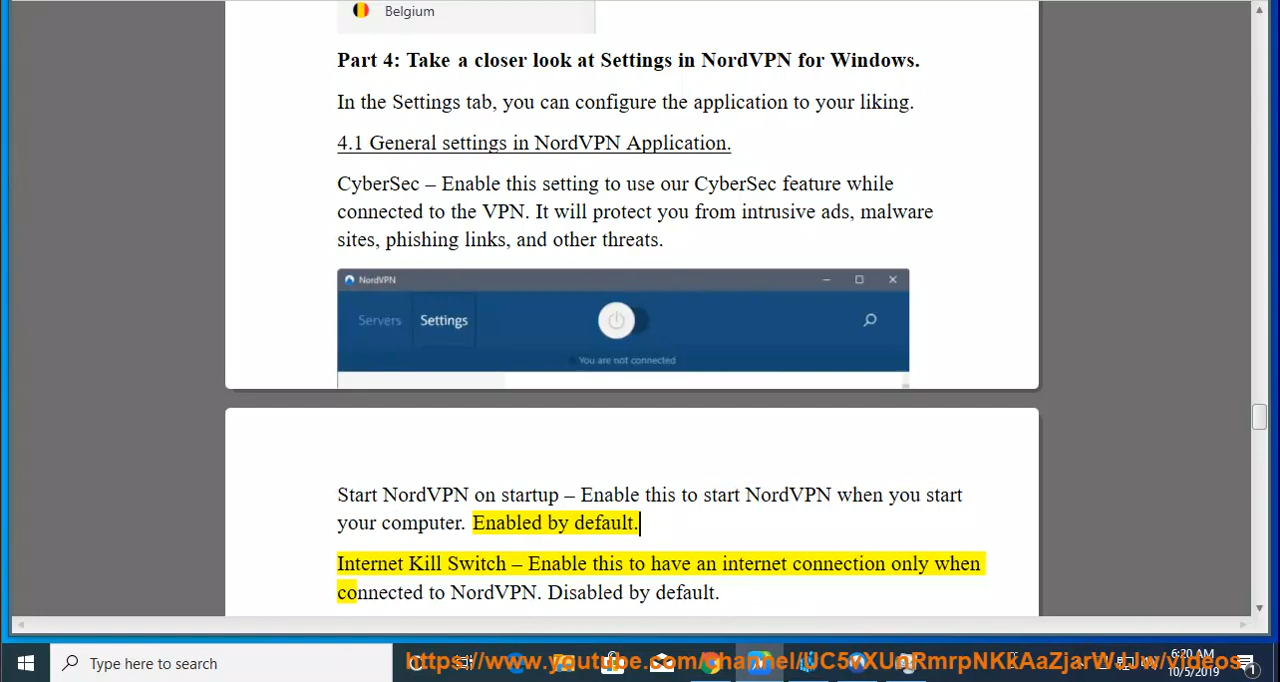 Belgium
Part 4: Take a closer look at Settings in NordVPN for Windows.
In the Settings tab, you can configure the application to your liking.
4.1 General settings in NordVPN Application.
CyberSec – Enable this setting to use our CyberSec feature while
connected to the VPN. It will protect you from intrusive ads, malware
sites, phishing links, and other threats.
NordVPN
Servers Settings
You are not connected
Start NordVPN on startup – Enable this to start NordVPN when you start
your computer. Enabled by default.
Internet Kill Switch – Enable this to have an internet connection only when
connected to NordVPN. Disabled by default.
Type here to search
6:20 AM
10/5/2019
1